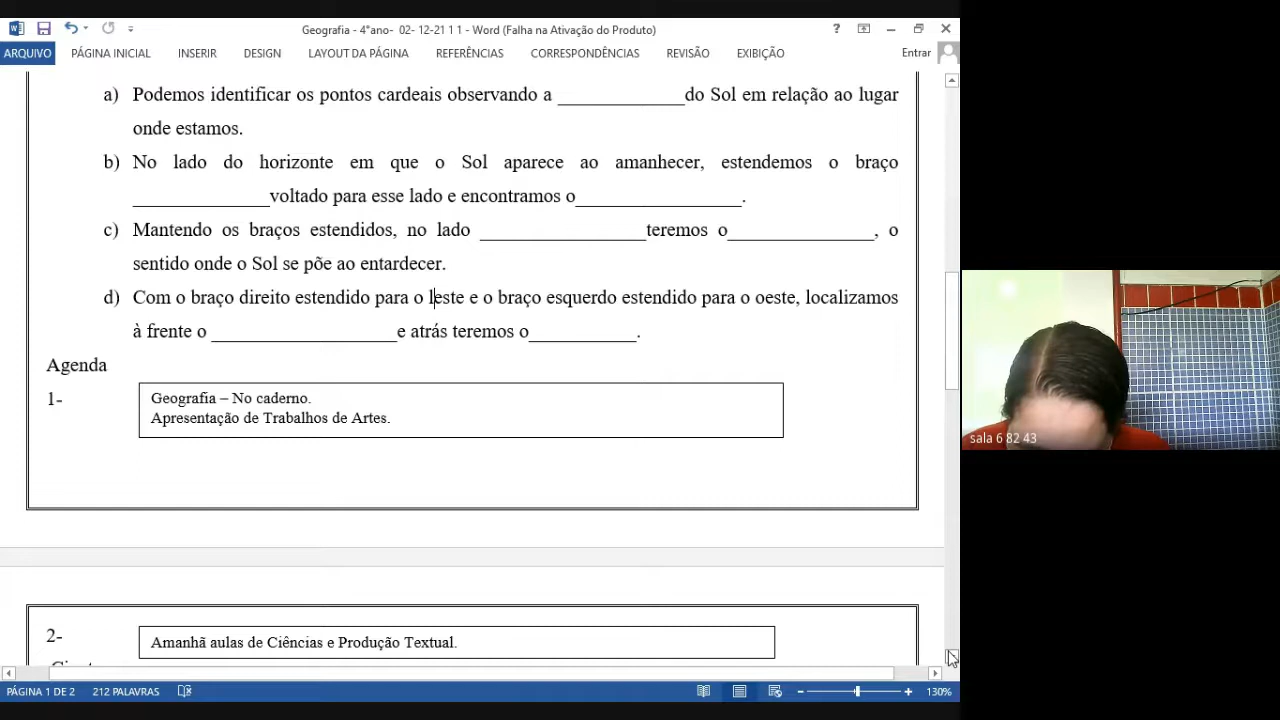 Geografia - 4°ano- 02- 12-21 1 1 - Word (Falha na Ativação do Produto)
ARQUIVO PÁGINA INICIAL INSERIR DESIGN LAYOUT DA PÁGINA REFERÊNCIAS CORRESPONDÊNCIAS REVISÃO EXIBIÇÃO Entrar
a) Podemos identificar os pontos cardeais observando a _____________do Sol em relação ao lugar
onde estamos.
b) No lado do horizonte em que o Sol aparece ao amanhecer, estendemos o braço
______________voltado para esse lado e encontramos o_________________.
c) Mantendo os braços estendidos, no lado _________________teremos o_______________, o
sentido onde o Sol se põe ao entardecer.
d) Com o braço direito estendido para o leste e o braço esquerdo estendido para o oeste, localizamos
à frente o ___________________e atrás teremos o___________.
Agenda
1-
Geografia – No caderno.
Apresentação de Trabalhos de Artes.
sala 6 82 43
2-
Amanhã aulas de Ciências e Produção Textual.
PÁGINA 1 DE 2 212 PALAVRAS 130%